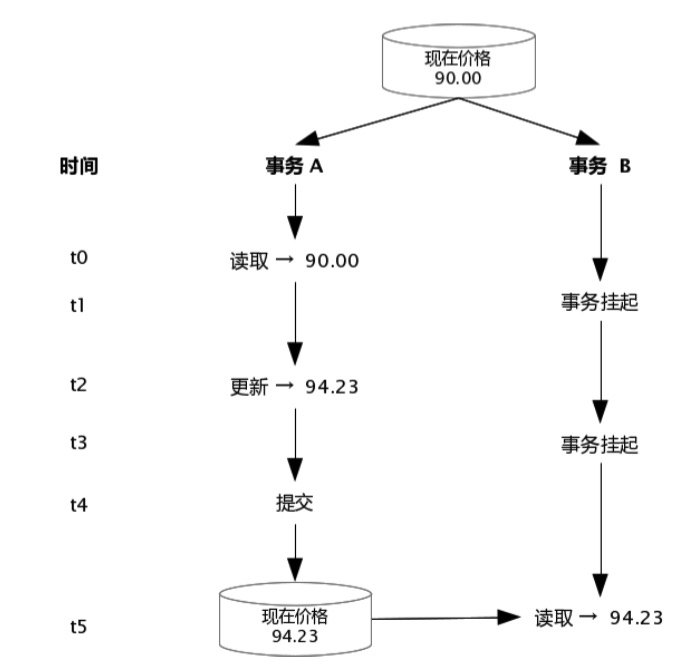 现在价格
90.00
时间
事务 A
事务 B
t0
读取 → 90.00
t1
事务挂起
t2
更新 → 94.23
t3
事务挂起
t4
提交
t5
现在价格
94.23
读取 → 94.23